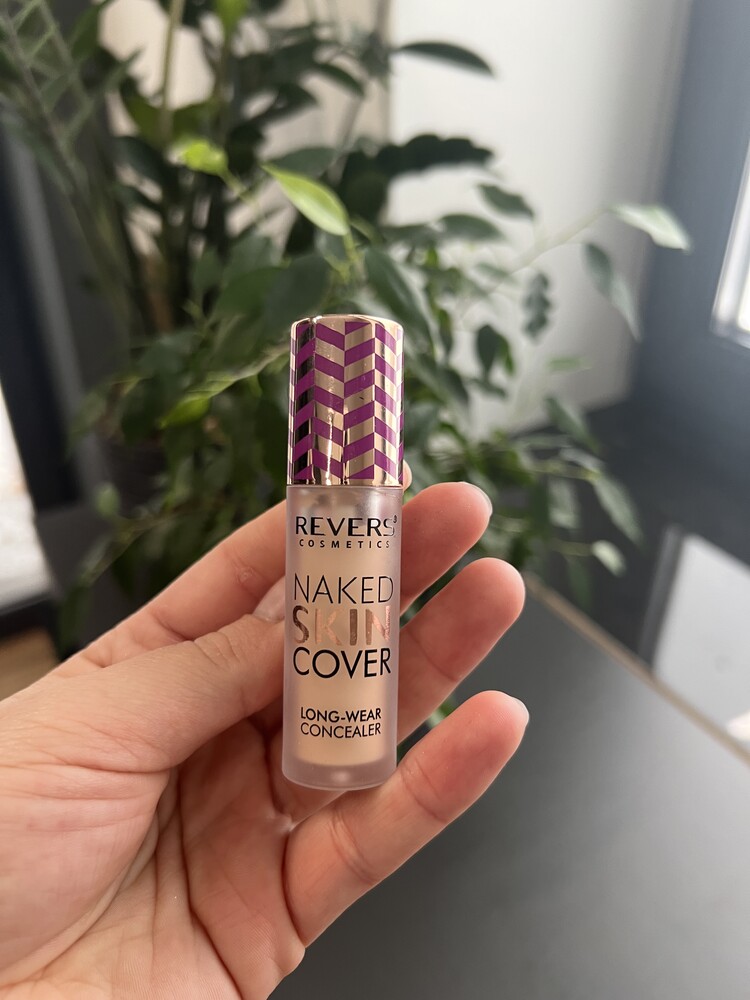 REVERS®
COSMETICS
NAKED
SKIN
COVER
LONG-WEAR
CONCEALER